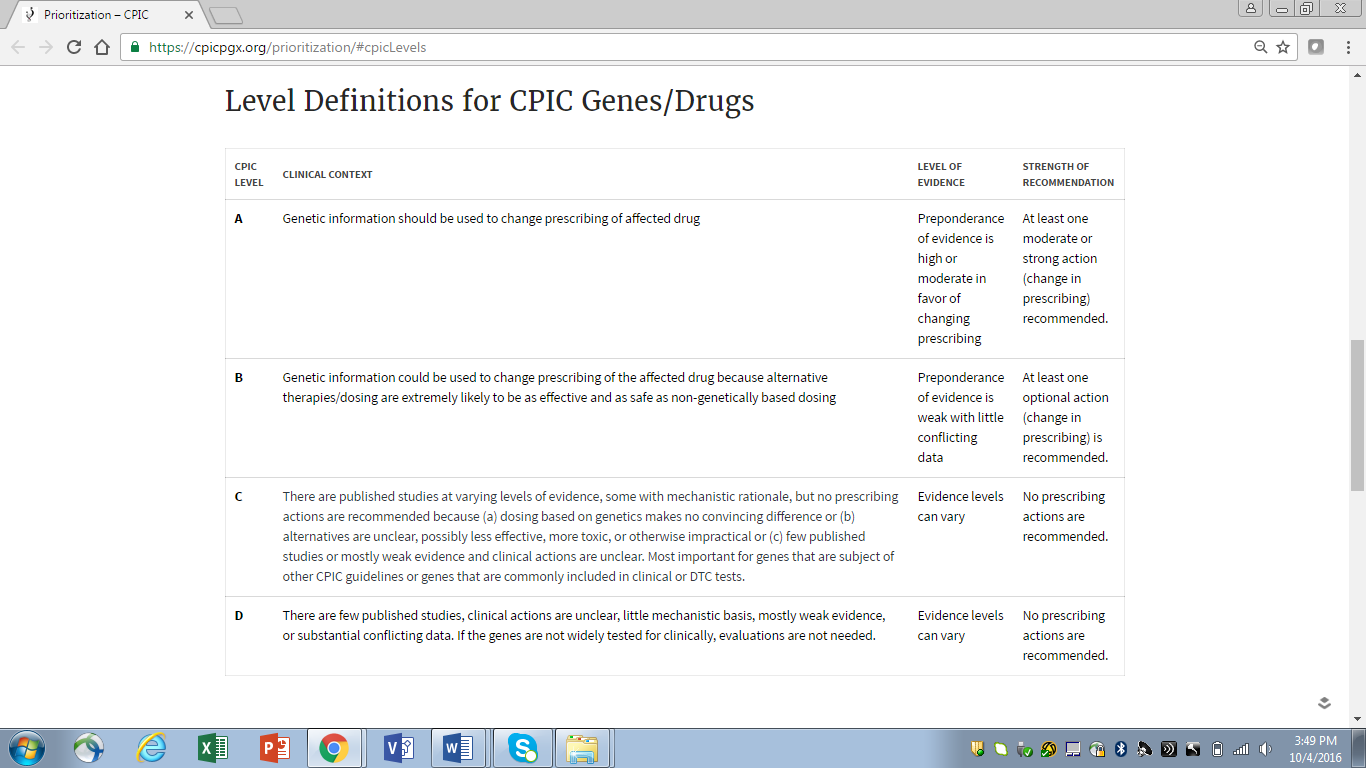 Prioritization – CPIC
https://cpicpgx.org/prioritization/#cpicLevels
Level Definitions for CPIC Genes/Drugs
CPIC LEVEL
CLINICAL CONTEXT
LEVEL OF EVIDENCE
STRENGTH OF RECOMMENDATION
A
Genetic information should be used to change prescribing of affected drug
Preponderance
of evidence is
high or
moderate in
favor of
changing
prescribing
At least one
moderate or
strong action
(change in
prescribing)
recommended.
B
Genetic information could be used to change prescribing of the affected drug because alternative
therapies/dosing are extremely likely to be as effective and as safe as non-genetically based dosing
Preponderance
of evidence is
weak with little
conflicting
data
At least one
optional action
(change in
prescribing) is
recommended.
C
There are published studies at varying levels of evidence, some with mechanistic rationale, but no prescribing
actions are recommended because (a) dosing based on genetics makes no convincing difference or (b)
alternatives are unclear, possibly less effective, more toxic, or otherwise impractical or (c) few published
studies or mostly weak evidence and clinical actions are unclear. Most important for genes that are subject of
other CPIC guidelines or genes that are commonly included in clinical or DTC tests.
Evidence levels
can vary
No prescribing
actions are
recommended.
D
There are few published studies, clinical actions are unclear, little mechanistic basis, mostly weak evidence,
or substantial conflicting data. If the genes are not widely tested for clinically, evaluations are not needed.
Evidence levels
can vary
No prescribing
actions are
recommended.
3:49 PM
10/4/2016